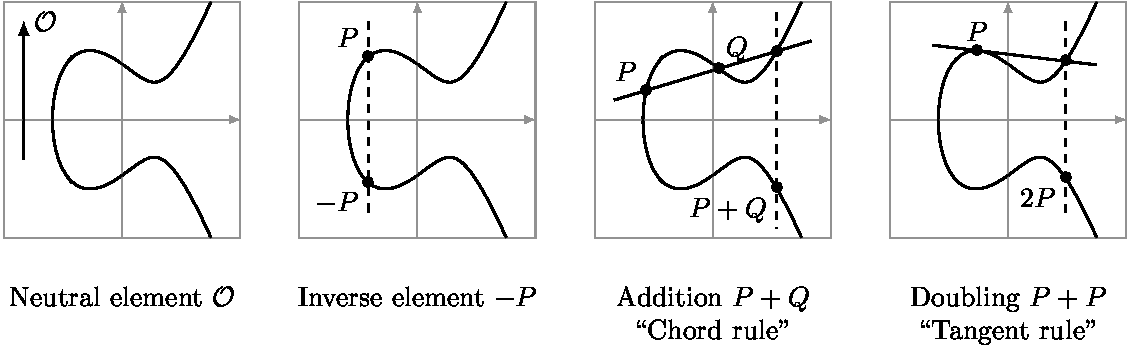 𝒪
P
−P
P
Q
P + Q
P
2P
Neutral element 𝒪
Inverse element −P
Addition P + Q
“Chord rule”
Doubling P + P
“Tangent rule”